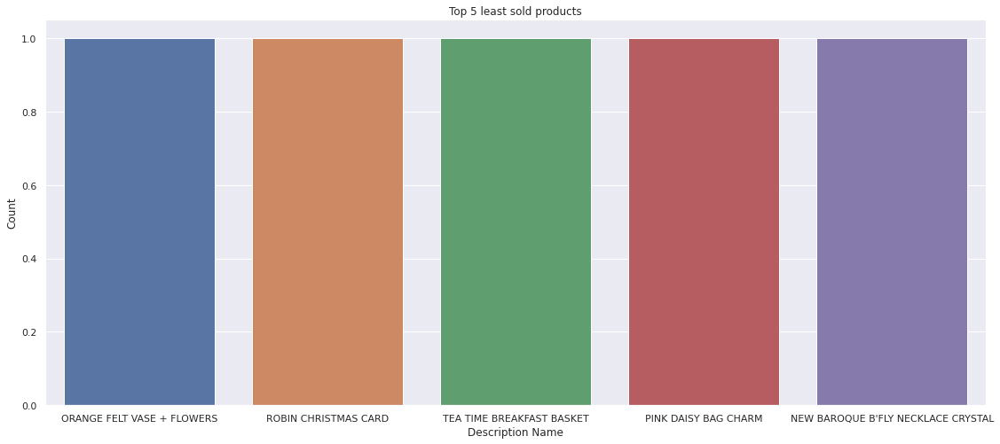 Top 5 least sold products
Count
1.0
0.8
0.6
0.4
0.2
0.0
ORANGE FELT VASE + FLOWERS
ROBIN CHRISTMAS CARD
TEA TIME BREAKFAST BASKET
PINK DAISY BAG CHARM
NEW BAROQUE B'FLY NECKLACE CRYSTAL
Description Name